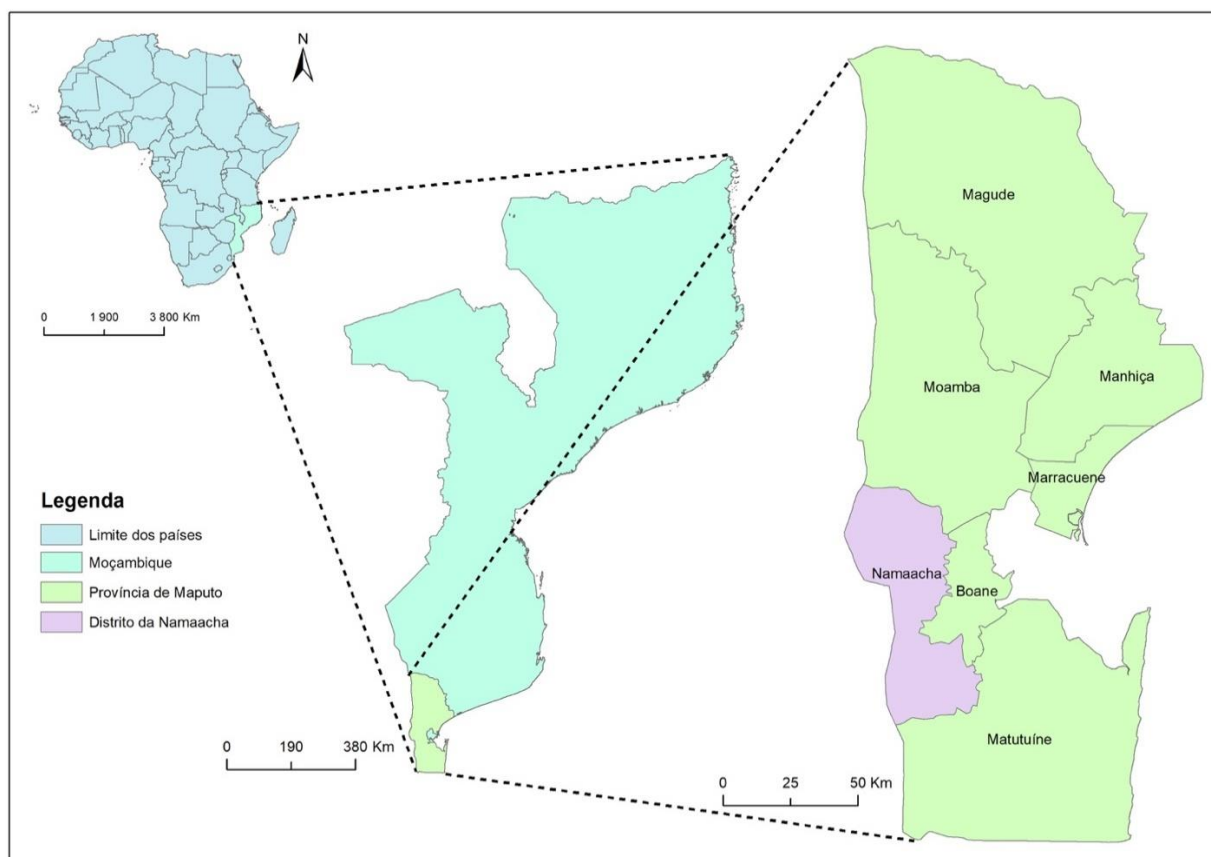 N
0 1 900 3 800 Km
Magude
Moamba
Manhiça
Marracuene
Namaacha
Boane
Matutuíne
Legenda
Limite dos países
Moçambique
Província de Maputo
Distrito da Namaacha
0 190 380 Km
0 25 50 Km